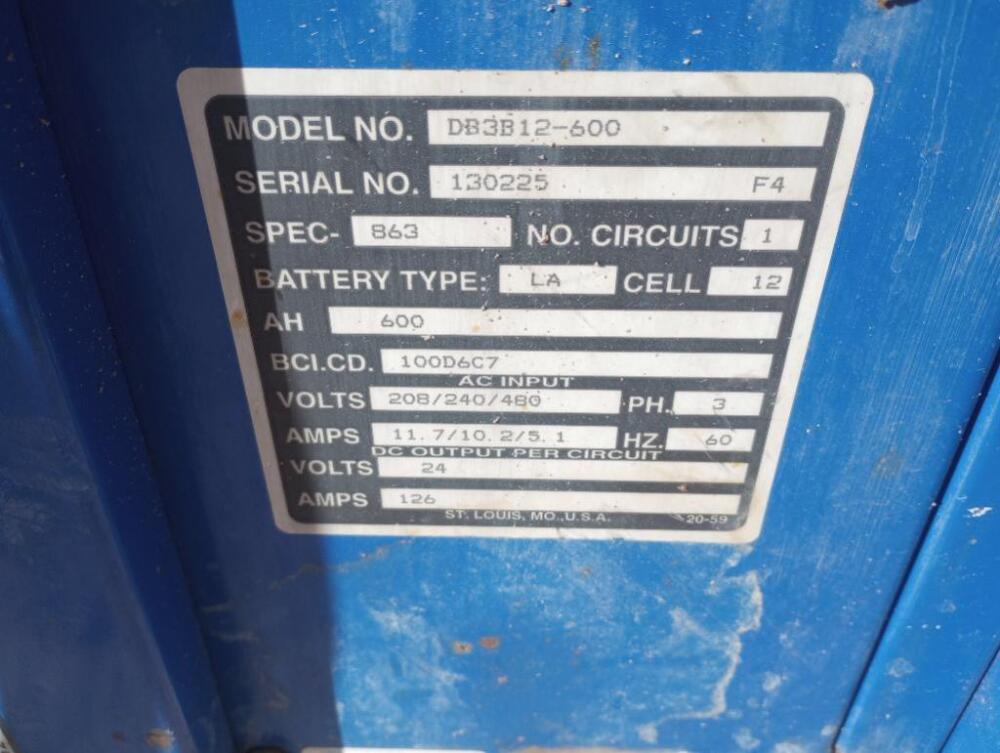 MODEL NO. DB3B12-600
SERIAL NO. 130225 F4
SPEC- 863 NO. CIRCUITS 1
BATTERY TYPE: LA CELL 12
AH 600
BCI.CD. 100D6C7
AC INPUT
VOLTS 208/240/480 PH. 3
AMPS 11.7/10.2/5.1 HZ. 60
DC OUTPUT PER CIRCUIT
VOLTS 24
AMPS 126
ST. LOUIS, MO., U.S.A. 20-59